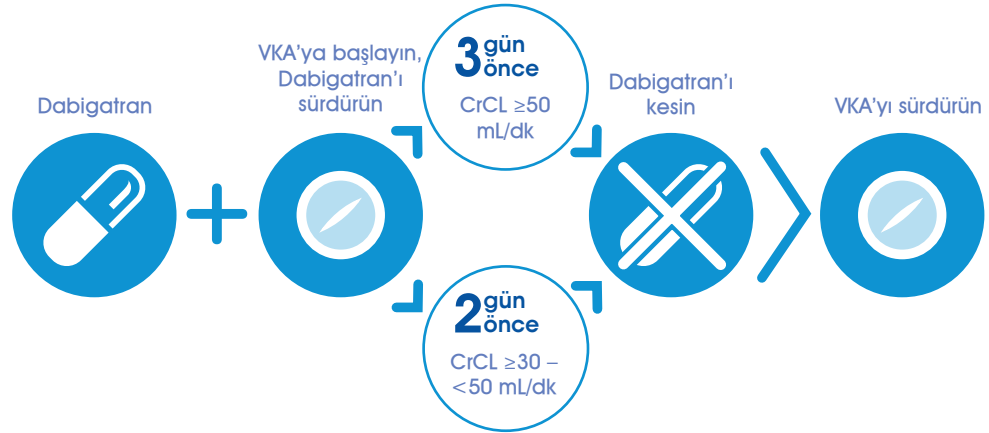 Dabigatran
VKA'ya başlayın,
Dabigatran'ı
sürdürün
3 gün
önce
CrCL ≥50
mL/dk
2 gün
önce
CrCL ≥30 –
<50 mL/dk
Dabigatran'ı
kesin
VKA'yı sürdürün